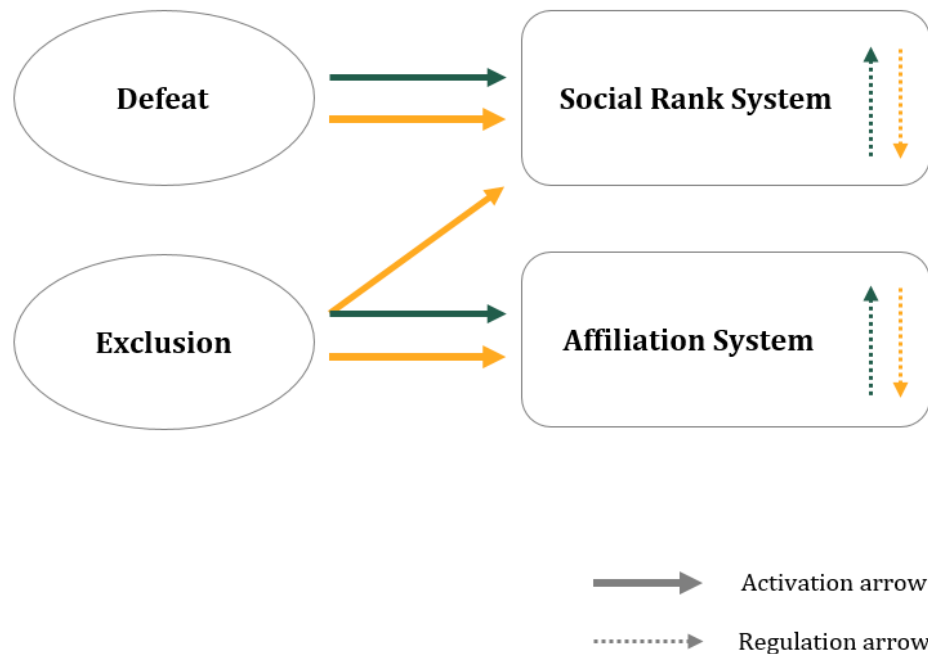 Defeat
Social Rank System
Exclusion
Affiliation System
Activation arrow
Regulation arrow